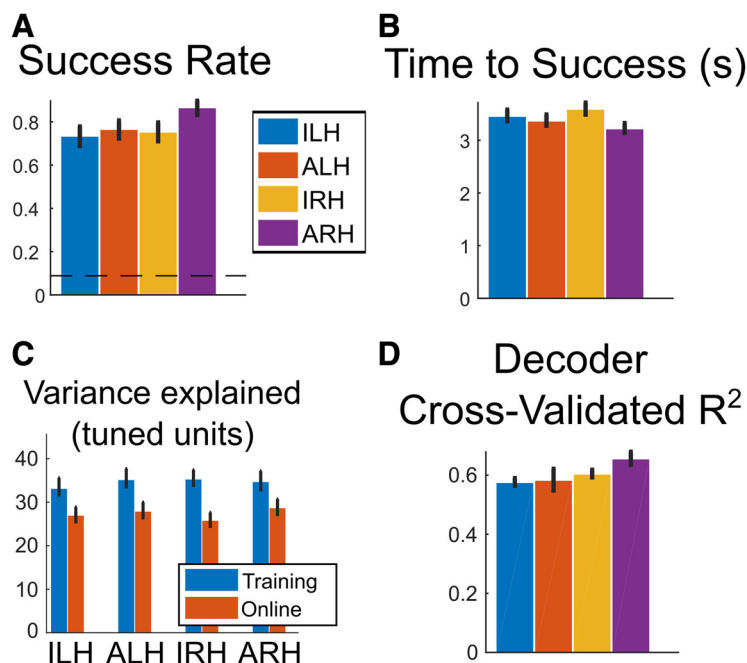 A
Success Rate
0.8
0.6
0.4
0.2
0
ILH
ALH
IRH
ARH
B
Time to Success (s)
3
2
1
0
C
Variance explained
(tuned units)
40
30
20
10
0
Training
Online
ILH ALH IRH ARH
D
Decoder
Cross-Validated R²
0.6
0.4
0.2
0